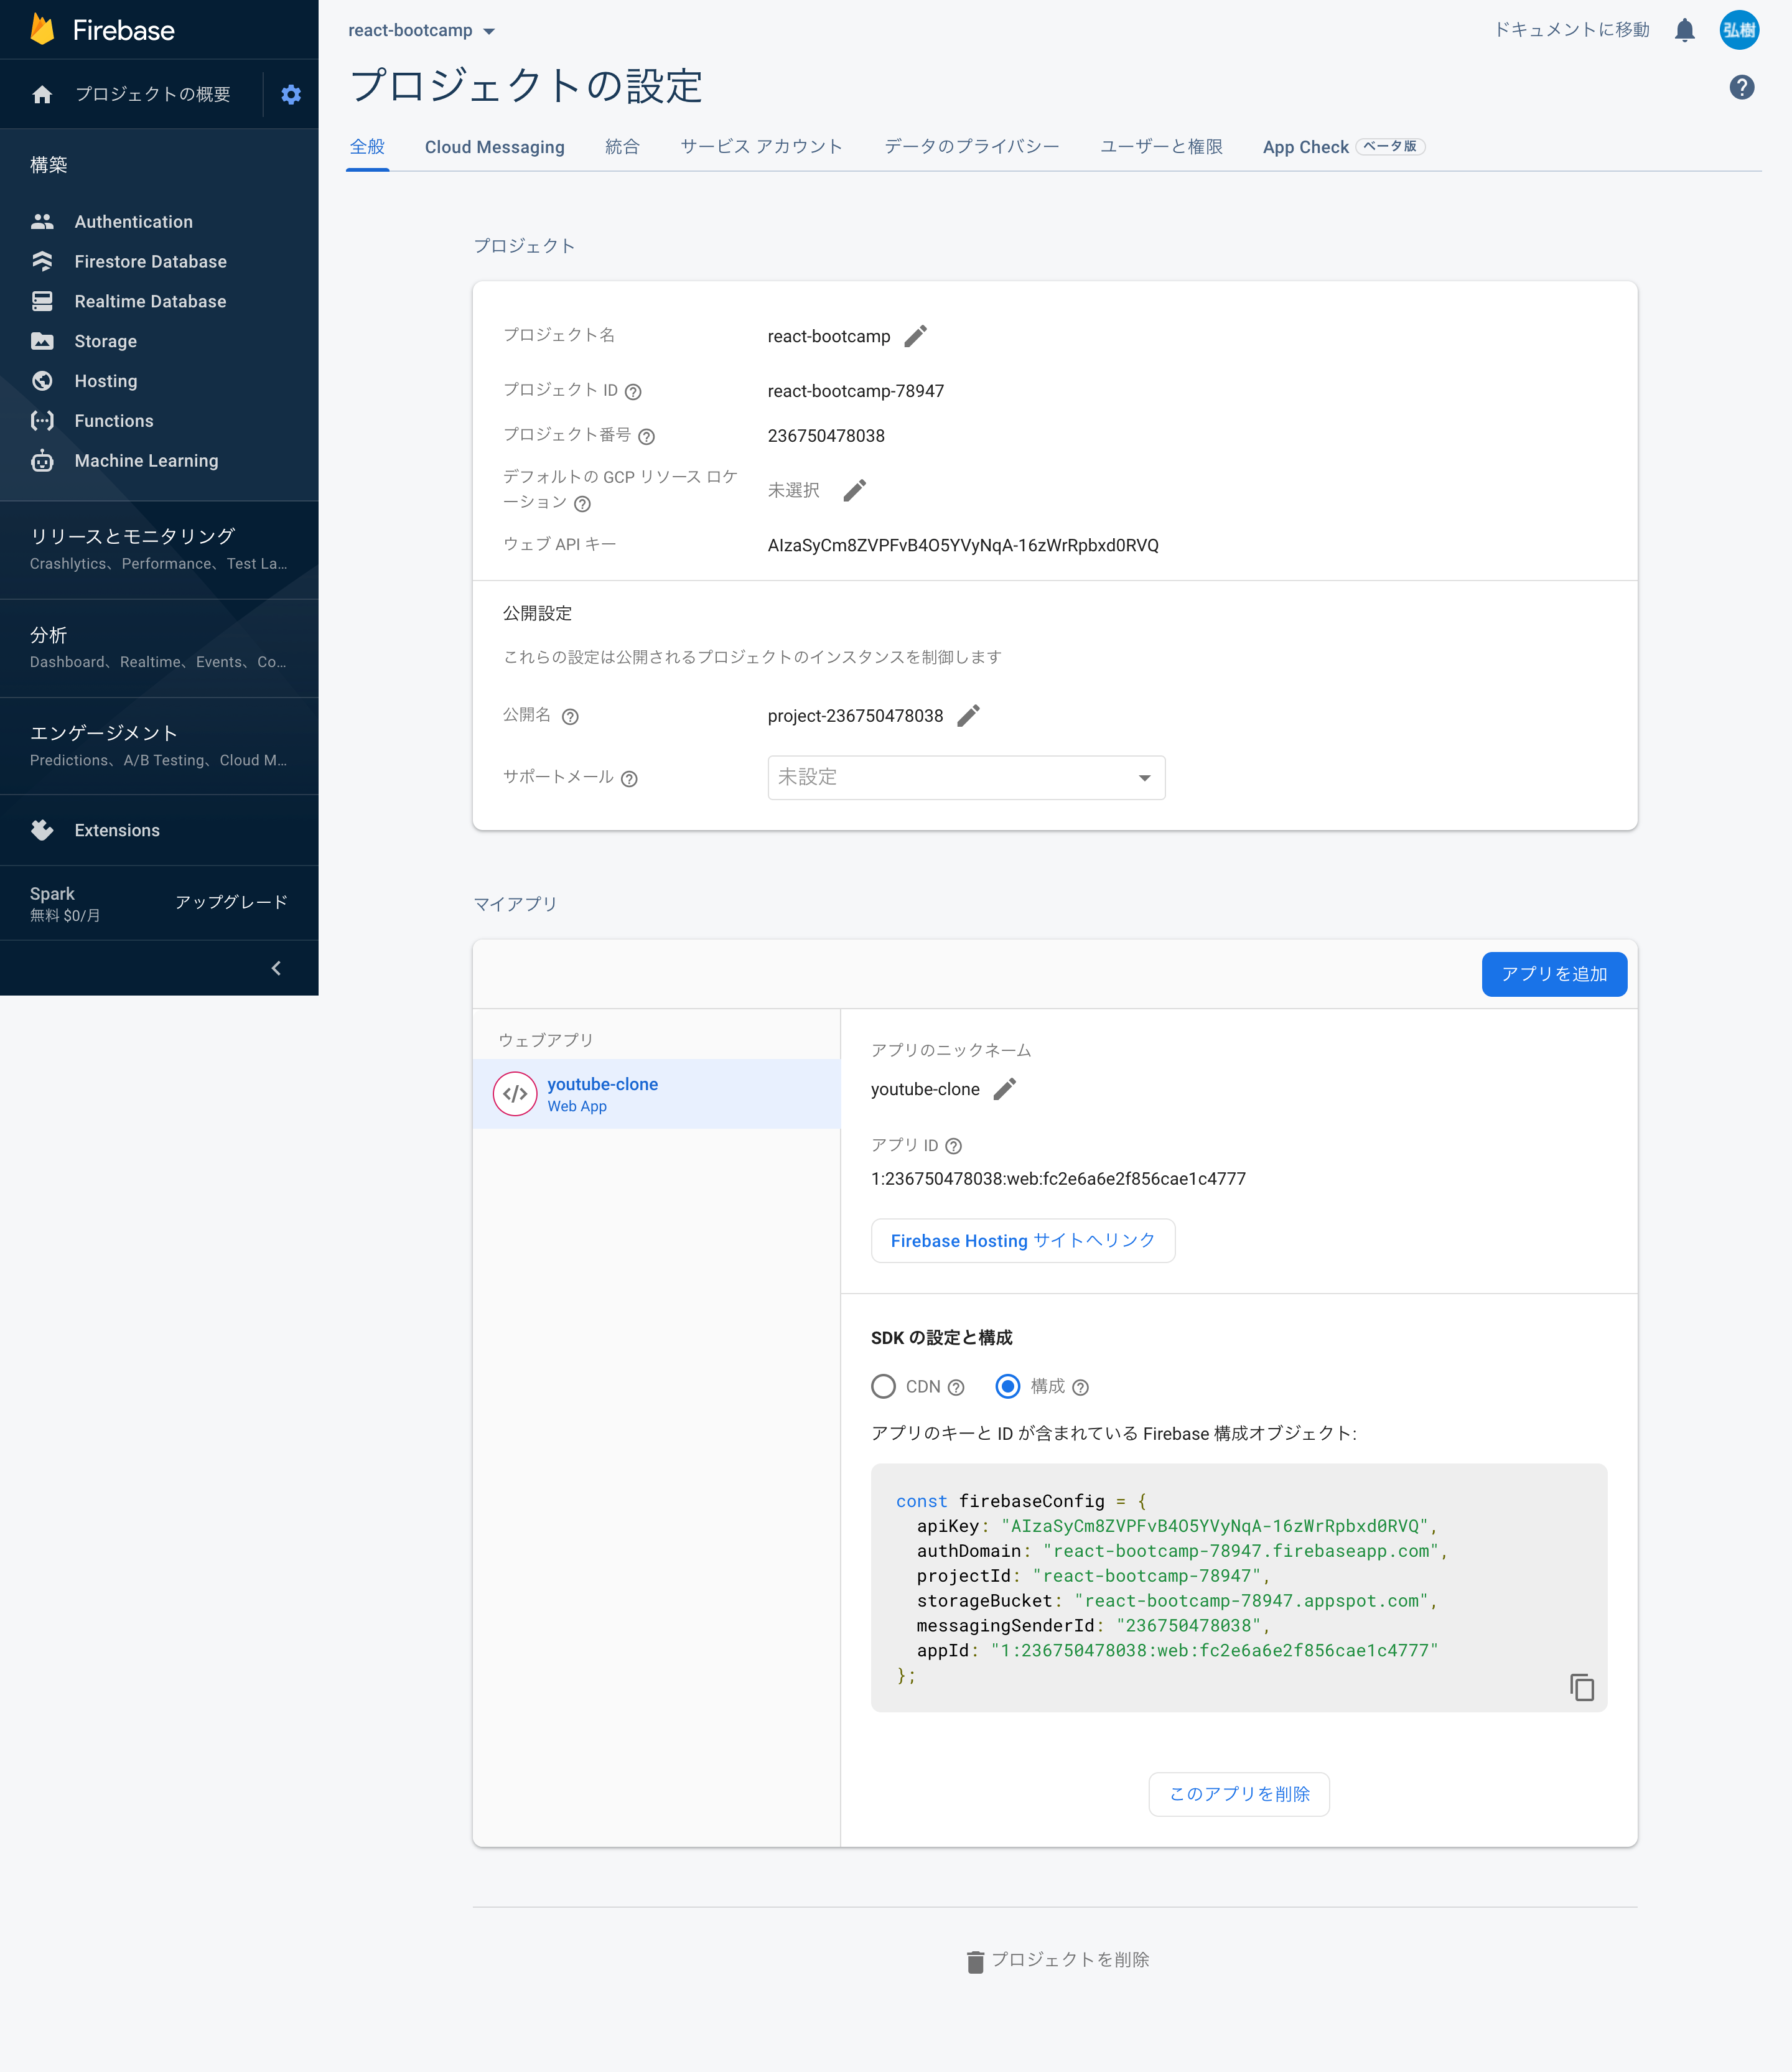 Firebase
プロジェクトの概要
構築
Authentication
Firestore Database
Realtime Database
Storage
Hosting
Functions
Machine Learning
リリースとモニタリング
Crashlytics、Performance、Test La...
分析
Dashboard、Realtime、Events、Co...
エンゲージメント
Predictions、A/B Testing、Cloud M...
Extensions
Spark
無料 $0/月
アップグレード
react-bootcamp
ドキュメントに移動
弘樹
プロジェクトの設定
全般 Cloud Messaging 統合 サービス アカウント データのプライバシー ユーザーと権限 App Check ベータ版
プロジェクト
プロジェクト名 react-bootcamp
プロジェクト ID react-bootcamp-78947
プロジェクト番号 236750478038
デフォルトの GCP リソース ロケ
ーション 未選択
ウェブ API キー AIzaSyCm8ZVPFvB4O5YVyNqA-16zWrRpbxd0RVQ
公開設定
これらの設定は公開されるプロジェクトのインスタンスを制御します
公開名 project-236750478038
サポートメール 未設定
マイアプリ
アプリを追加
ウェブアプリ
youtube-clone
Web App
アプリのニックネーム
youtube-clone
アプリ ID
1:236750478038:web:fc2e6a6e2f856cae1c4777
Firebase Hosting サイトへリンク
SDK の設定と構成
CDN 構成
アプリのキーと ID が含まれている Firebase 構成オブジェクト:
const firebaseConfig = {
apiKey: "AIzaSyCm8ZVPFvB4O5YVyNqA-16zWrRpbxd0RVQ",
authDomain: "react-bootcamp-78947.firebaseapp.com",
projectId: "react-bootcamp-78947",
storageBucket: "react-bootcamp-78947.appspot.com",
messagingSenderId: "236750478038",
appId: "1:236750478038:web:fc2e6a6e2f856cae1c4777"
};
このアプリを削除
プロジェクトを削除